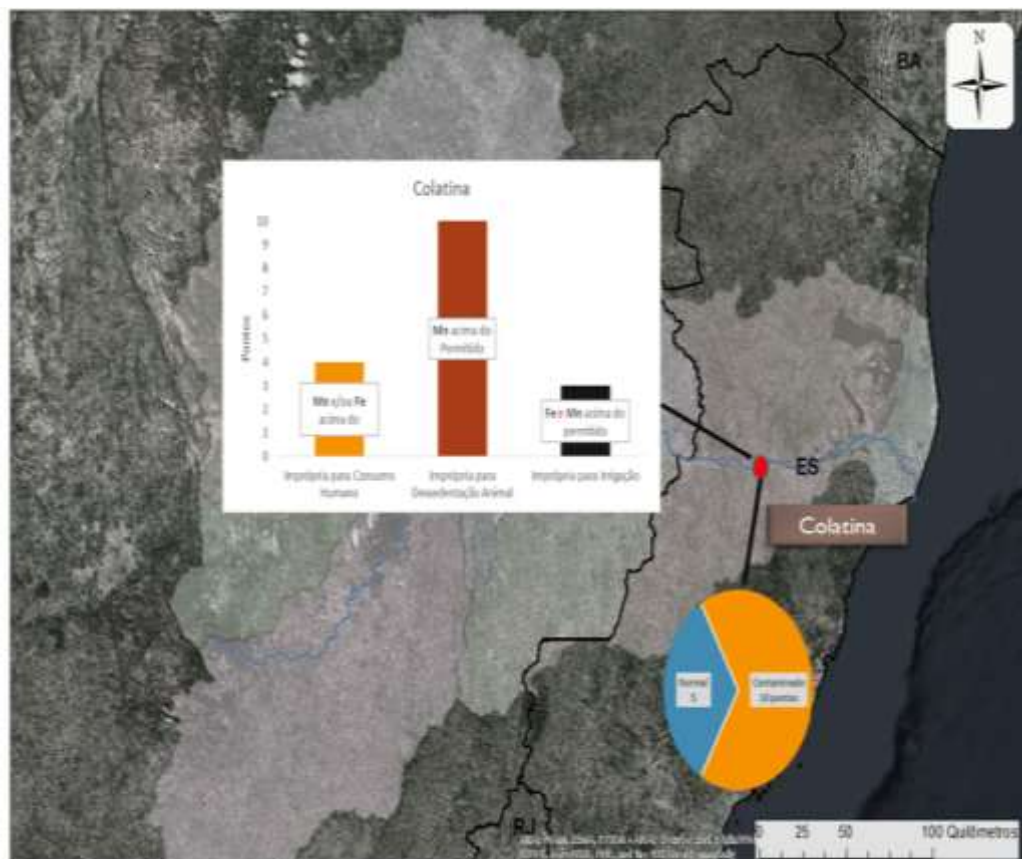 N
BA
Colatina
Pontos
10
9
8
7
6
5
4
3
2
1
0
Mn e/ou Fe
acima do
Mn acima do
Permitido
Fe e Mn acima do
permitido
Imprópria para Consumo
Humano
Imprópria para
Dessedentação Animal
Imprópria para Irrigação
ES
Colatina
Normal
5
Contaminado
10 pontos
RJ
0 25 50 100 Quilômetros